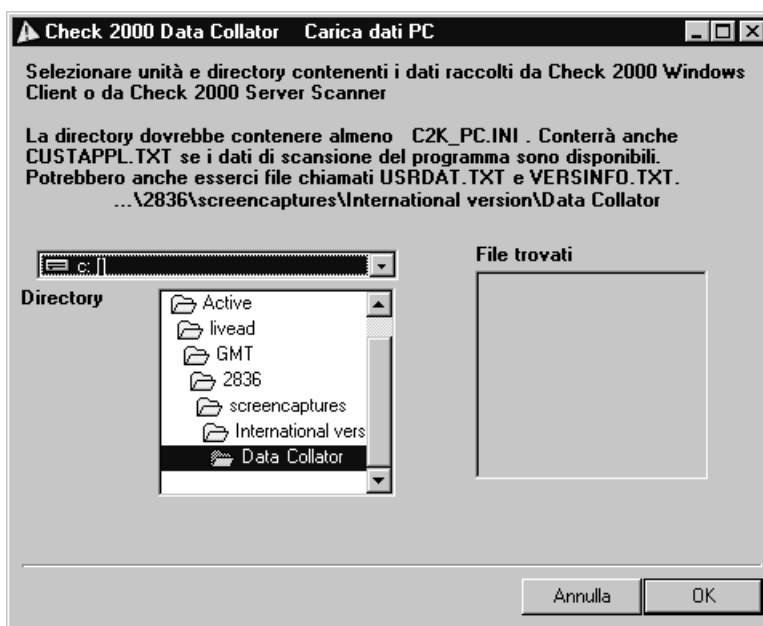 Check 2000 Data Collator Carica dati PC
Selezionare unità e directory contenenti i dati raccolti da Check 2000 Windows
Client o da Check 2000 Server Scanner
La directory dovrebbe contenere almeno C2K_PC.INI . Conterrà anche
CUSTAPPL.TXT se i dati di scansione del programma sono disponibili.
Potrebbero anche esserci file chiamati USRDAT.TXT e VERSINFO.TXT.
...\2836\screencaptures\International version\Data Collator
c: []
File trovati
Directory
Active
livead
GMT
2836
screencaptures
International vers
Data Collator
Annulla
OK